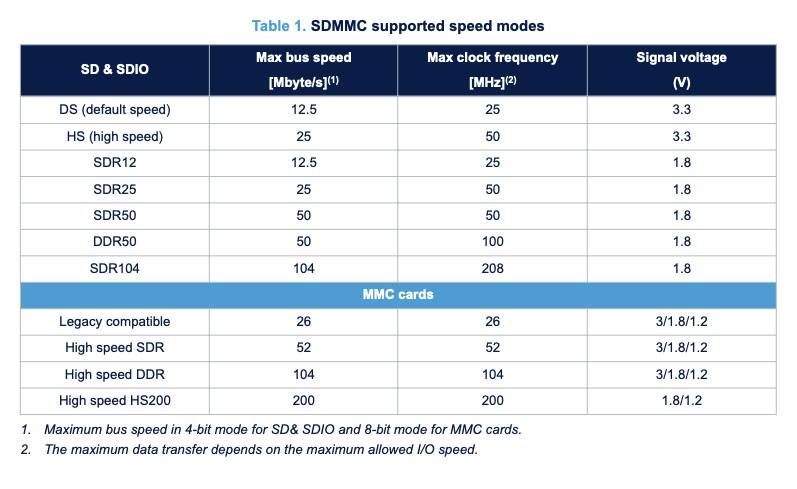 Table 1. SDMMC supported speed modes
SD & SDIO Max bus speed [Mbyte/s](1) Max clock frequency [MHz](2) Signal voltage (V)
DS (default speed) 12.5 25 3.3
HS (high speed) 25 50 3.3
SDR12 12.5 25 1.8
SDR25 25 50 1.8
SDR50 50 50 1.8
DDR50 50 100 1.8
SDR104 104 208 1.8
MMC cards
Legacy compatible 26 26 3/1.8/1.2
High speed SDR 52 52 3/1.8/1.2
High speed DDR 104 104 3/1.8/1.2
High speed HS200 200 200 1.8/1.2
1. Maximum bus speed in 4-bit mode for SD& SDIO and 8-bit mode for MMC cards.
2. The maximum data transfer depends on the maximum allowed I/O speed.